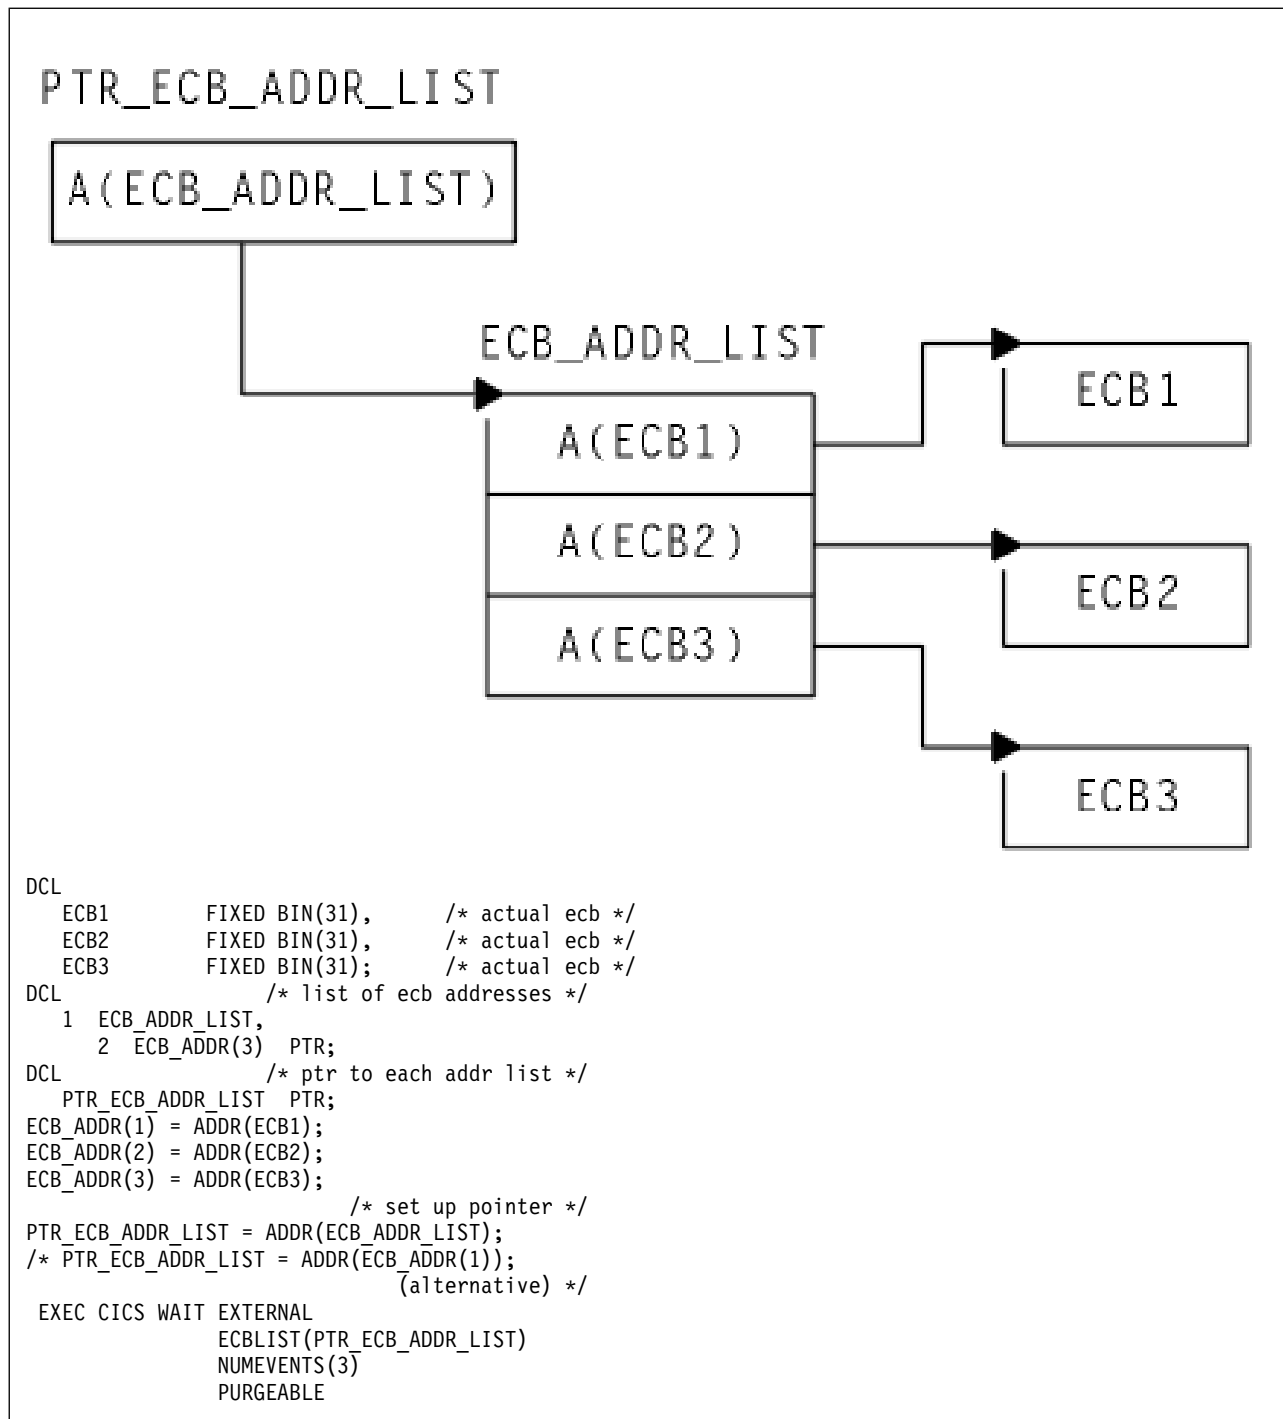 PTR_ECB_ADDR_LIST
A(ECB_ADDR_LIST)
ECB_ADDR_LIST
A(ECB1)
ECB1
A(ECB2)
ECB2
A(ECB3)
ECB3
DCL
ECB1 FIXED BIN(31), /* actual ecb */
ECB2 FIXED BIN(31), /* actual ecb */
ECB3 FIXED BIN(31); /* actual ecb */
DCL /* list of ecb addresses */
1 ECB_ADDR_LIST,
2 ECB_ADDR(3) PTR;
DCL /* ptr to each addr list */
PTR_ECB_ADDR_LIST PTR;
ECB_ADDR(1) = ADDR(ECB1);
ECB_ADDR(2) = ADDR(ECB2);
ECB_ADDR(3) = ADDR(ECB3);
/* set up pointer */
PTR_ECB_ADDR_LIST = ADDR(ECB_ADDR_LIST);
/* PTR_ECB_ADDR_LIST = ADDR(ECB_ADDR(1));
(alternative) */
EXEC CICS WAIT EXTERNAL
ECBLIST(PTR_ECB_ADDR_LIST)
NUMEVENTS(3)
PURGEABLE